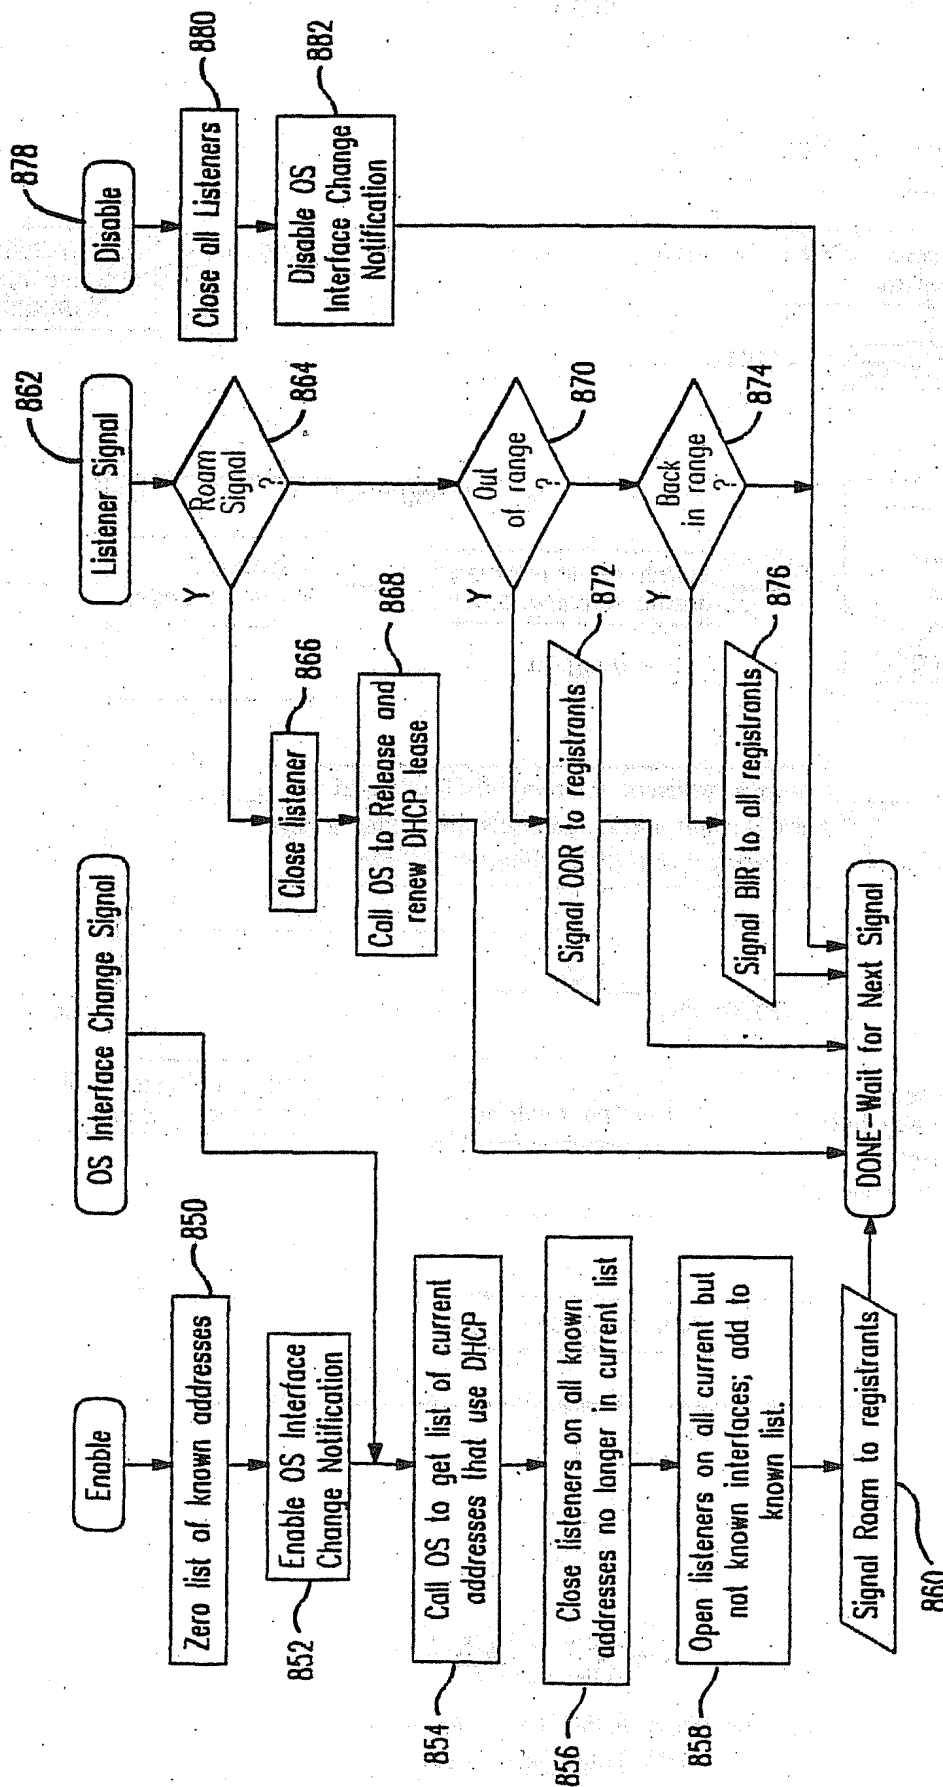 Enable
Zero list of known addresses
850
Enable OS Interface
Change Notification
852
Call OS to get list of current
addresses that use DHCP
854
Close listeners on all known
addresses no longer in current list
856
Open listeners on all current but
not known interfaces; add to
known list.
858
Signal Roam to registrants
860
OS Interface Change Signal
Listener Signal
862
Roam
Signal
?
864
Y
Close listener
866
Call OS to Release and
renew DHCP lease
868
Out
of range
?
870
Y
Signal OOR to registrants
872
Back
in range
?
874
Y
Signal BIR to all registrants
876
Disable
878
Close all Listeners
880
Disable OS
Interface Change
Notification
882
DONE-Wait for Next Signal